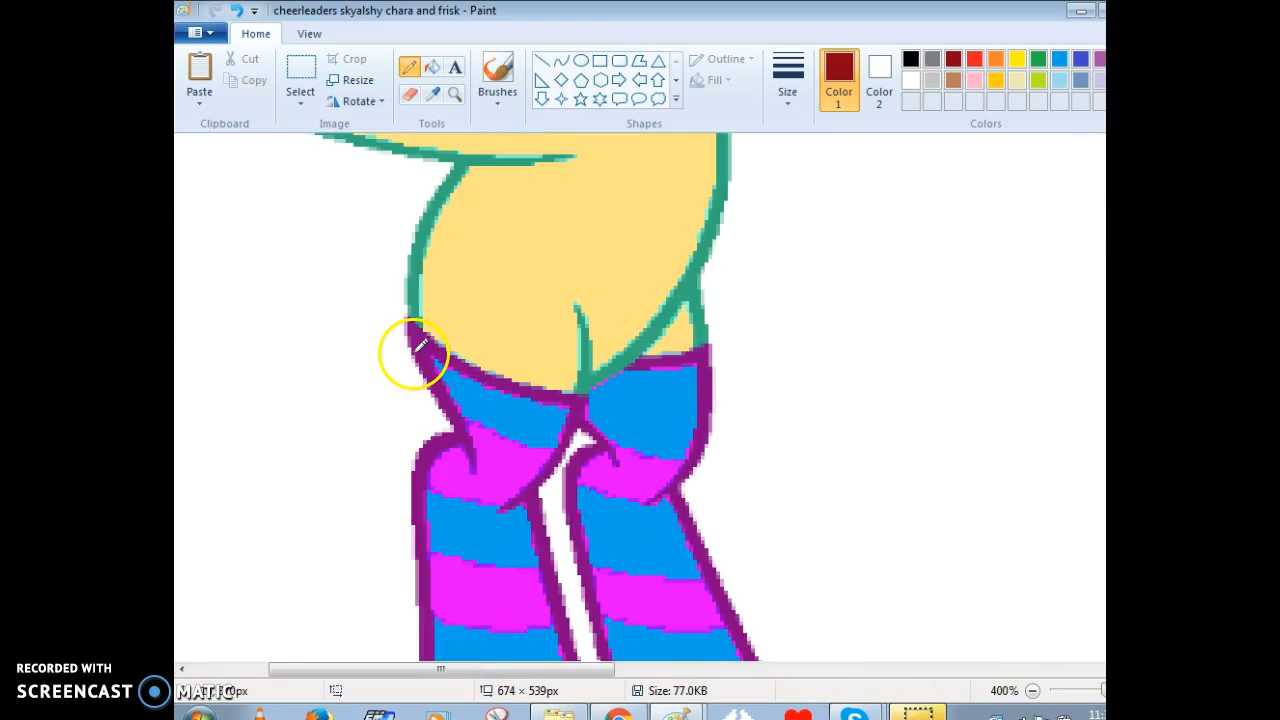 cheerleaders skyalshy chara and frisk - Paint
Home View
Paste
Cut
Copy
Clipboard
Select
Crop
Resize
Rotate
Image
A
Tools
Brushes
Outline
Fill
Shapes
Size
Color 1
Color 2
Colors
RECORDED WITH
SCREENCAST MATIC
674 × 539px
Size: 77.0KB
400%